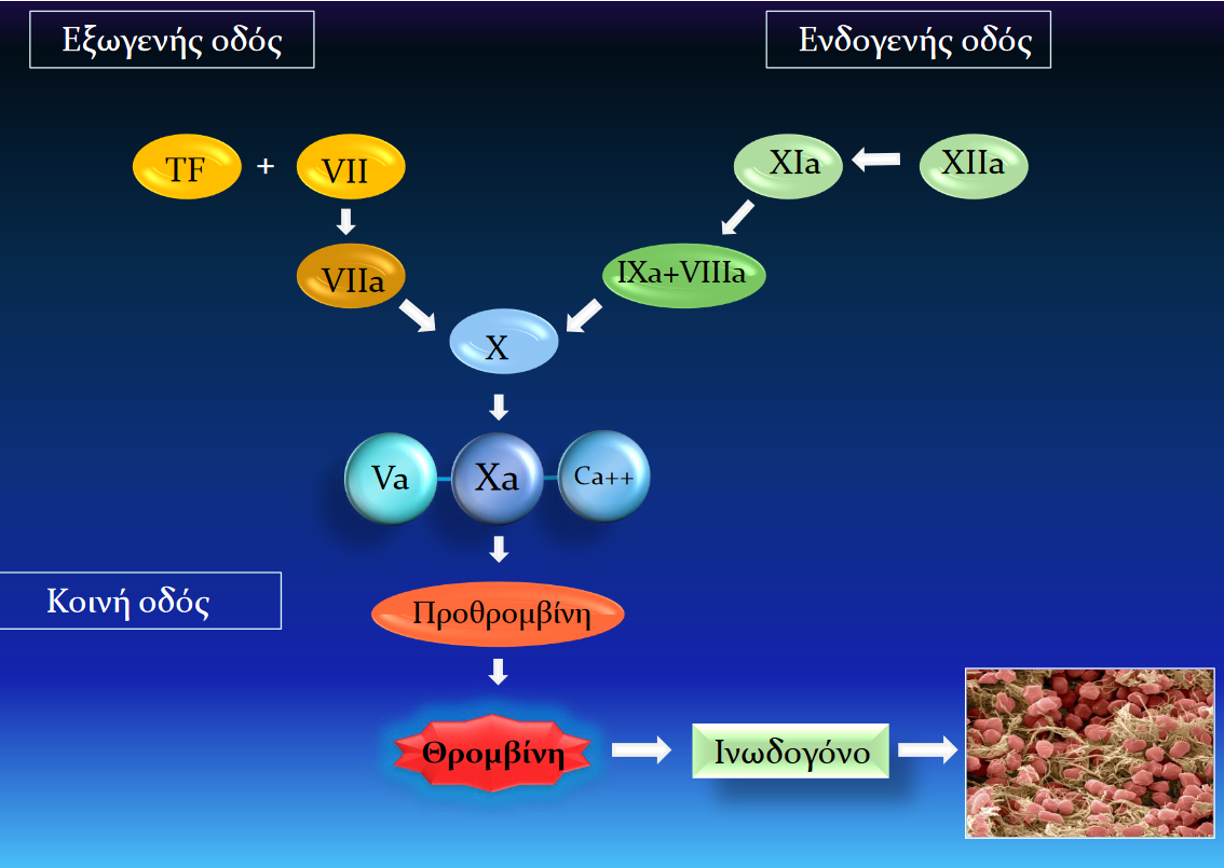 Εξωγενής οδός
Ενδογενής οδός
TF + VII
XIa
XIIa
VIIa
IXa+VIIIa
X
Va
Xa
Ca++
Κοινή οδός
Προθρομβίνη
Θρομβίνη
Ινωδογόνο